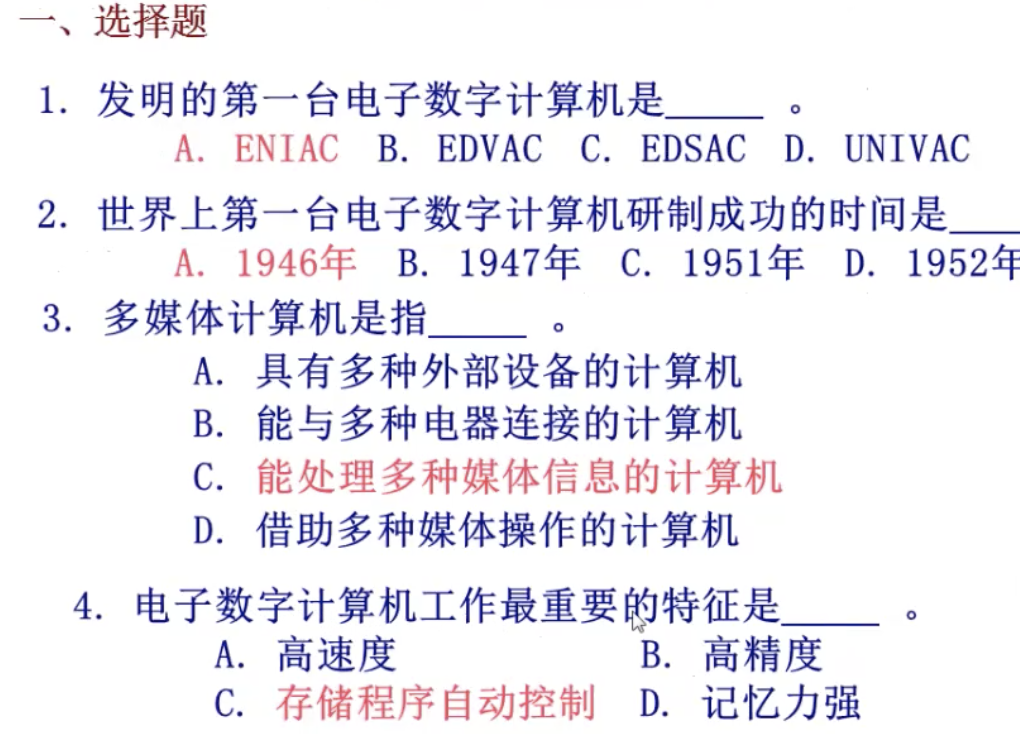 一、选择题
1. 发明的第一台电子数字计算机是_____ 。
A. ENIAC B. EDVAC C. EDSAC D. UNIVAC
2. 世界上第一台电子数字计算机研制成功的时间是____
A. 1946年 B. 1947年 C. 1951年 D. 1952年
3. 多媒体计算机是指_____ 。
A. 具有多种外部设备的计算机
B. 能与多种电器连接的计算机
C. 能处理多种媒体信息的计算机
D. 借助多种媒体操作的计算机
4. 电子数字计算机工作最重要的特征是_____ 。
A. 高速度 B. 高精度
C. 存储程序自动控制 D. 记忆力强